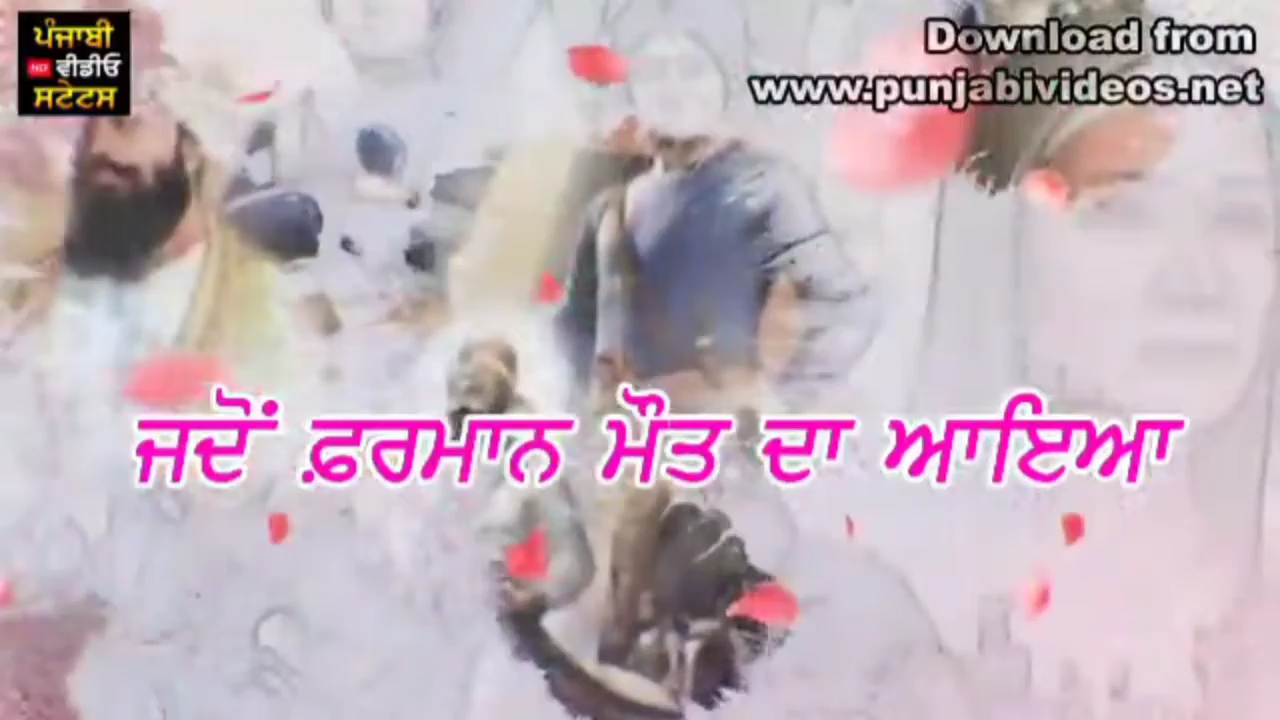 ਪੰਜਾਬੀ
HD ਵੀਡੀਓ
ਸਟੇਟਸ
Download from
www.punjabivideos.net
ਜਦੋਂ ਫ਼ਰਮਾਨ ਮੌਤ ਦਾ ਆਇਆ